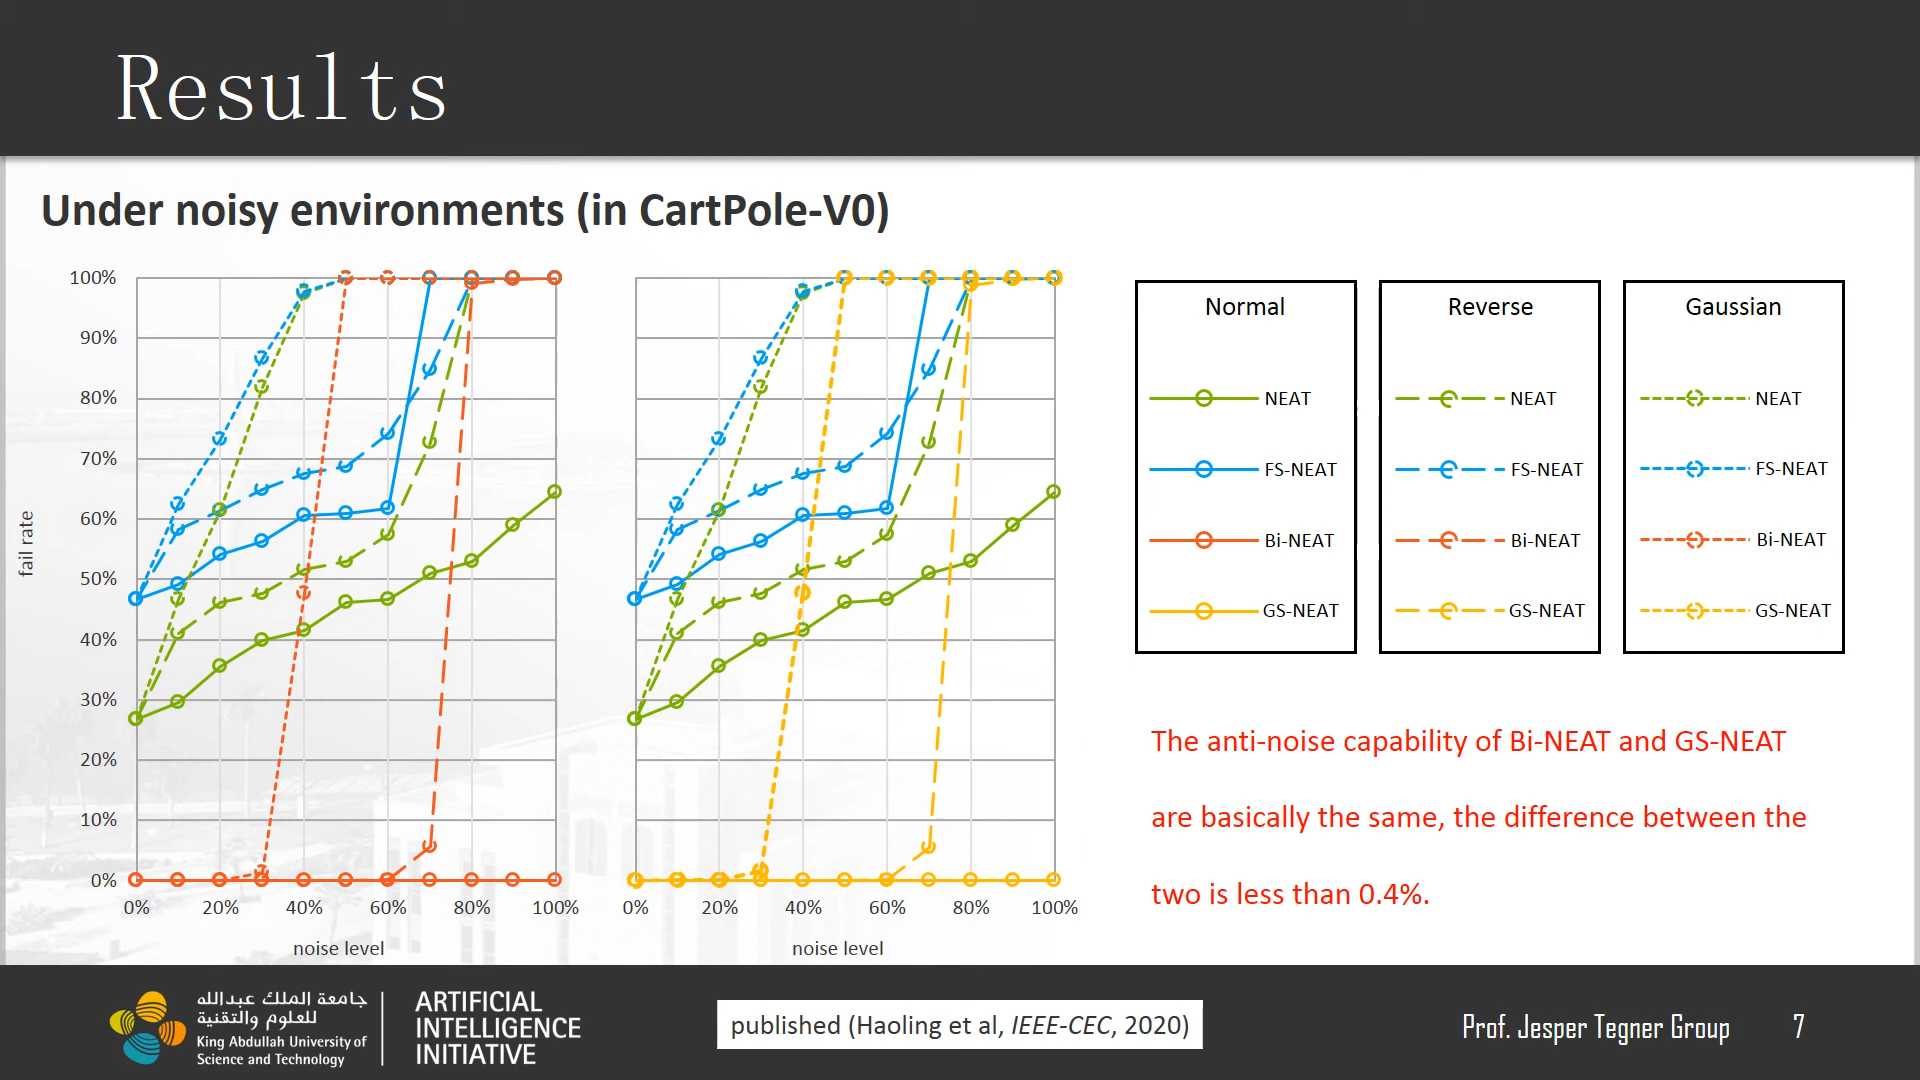 Results
Under noisy environments (in CartPole-V0)
fail rate
100%
90%
80%
70%
60%
50%
40%
30%
20%
10%
0%
0% 20% 40% 60% 80% 100%
noise level
0% 20% 40% 60% 80% 100%
noise level
Normal
NEAT
FS-NEAT
Bi-NEAT
GS-NEAT
Reverse
NEAT
FS-NEAT
Bi-NEAT
GS-NEAT
Gaussian
NEAT
FS-NEAT
Bi-NEAT
GS-NEAT
The anti-noise capability of Bi-NEAT and GS-NEAT
are basically the same, the difference between the
two is less than 0.4%.
جامعة الملك عبدالله
للعلوم والتقنية
King Abdullah University of
Science and Technology
ARTIFICIAL
INTELLIGENCE
INITIATIVE
published (Haoling et al, IEEE-CEC, 2020)
Prof. Jesper Tegner Group 7